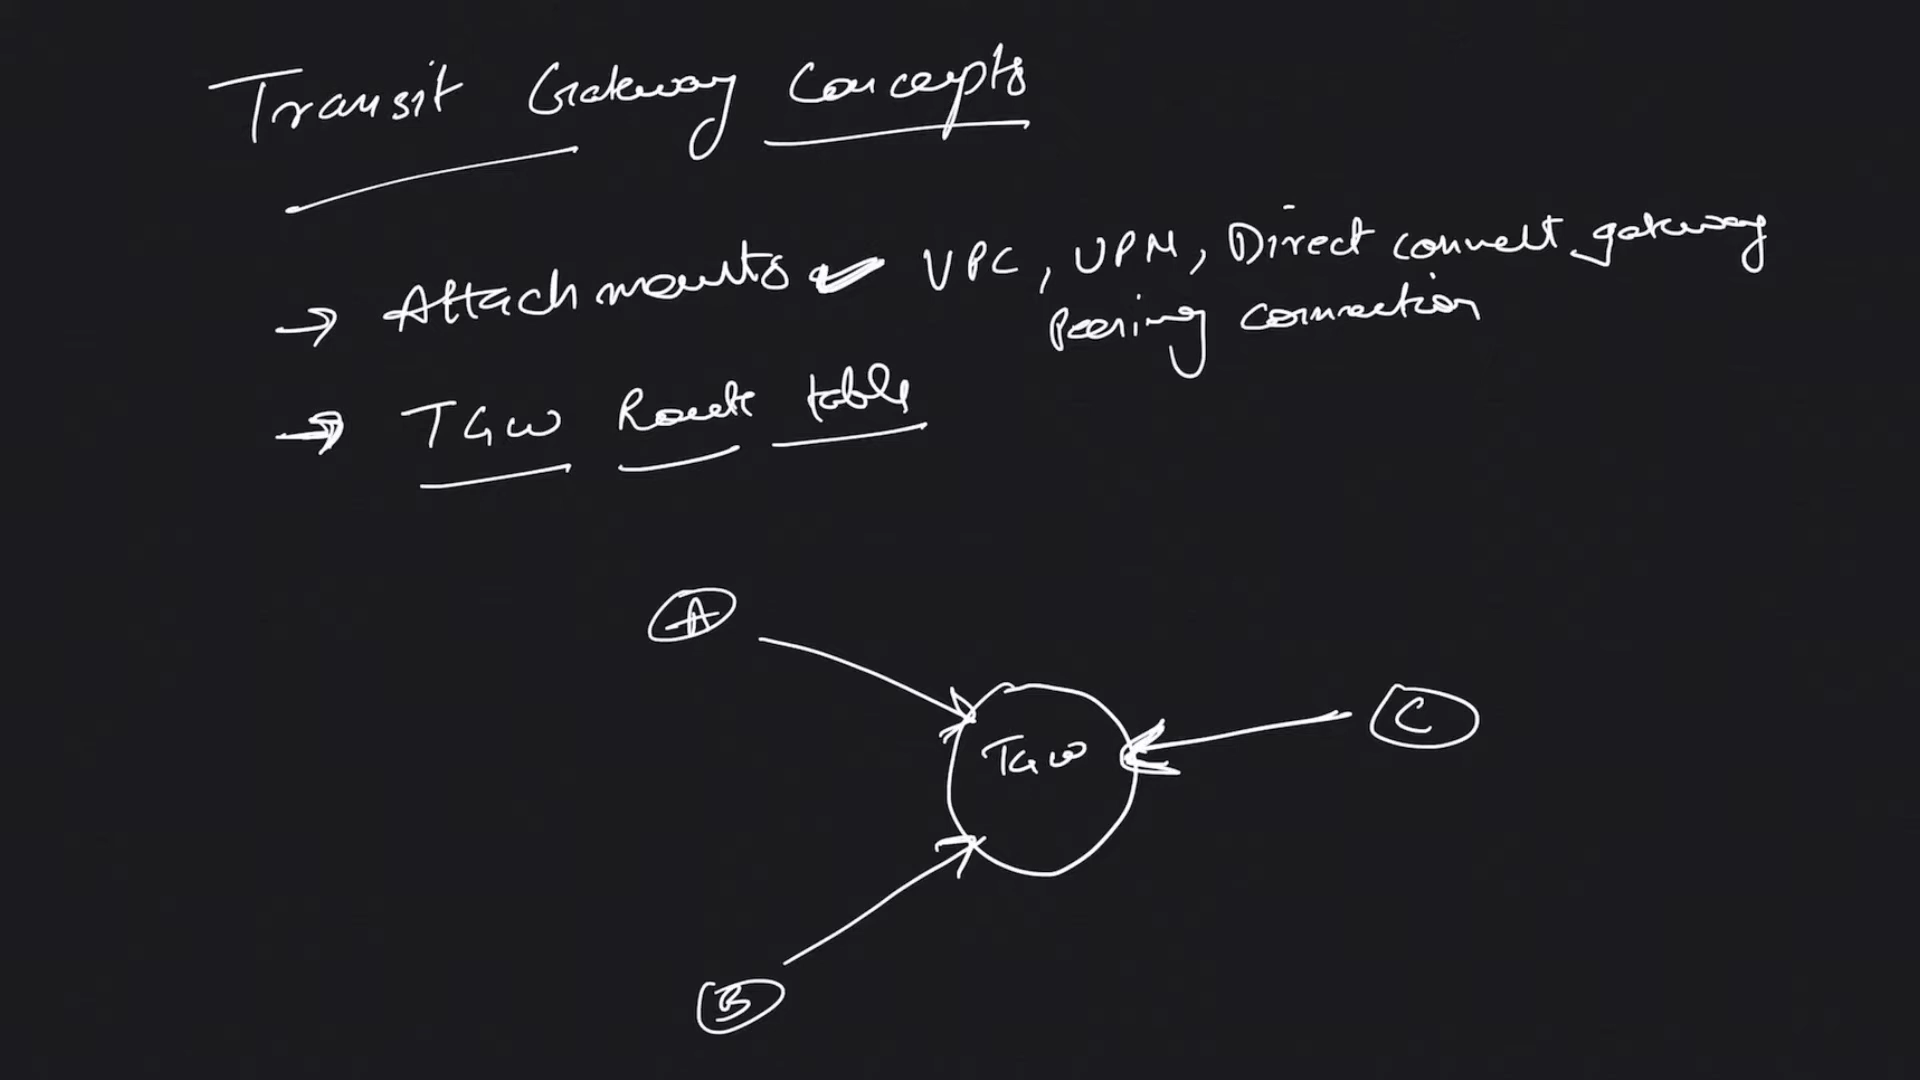 Transit Gateway Concepts
→ Attachments ✔ VPC, VPN, Direct connect gateway
Peering connection
→ TGW Route table
A
TGW
C
B